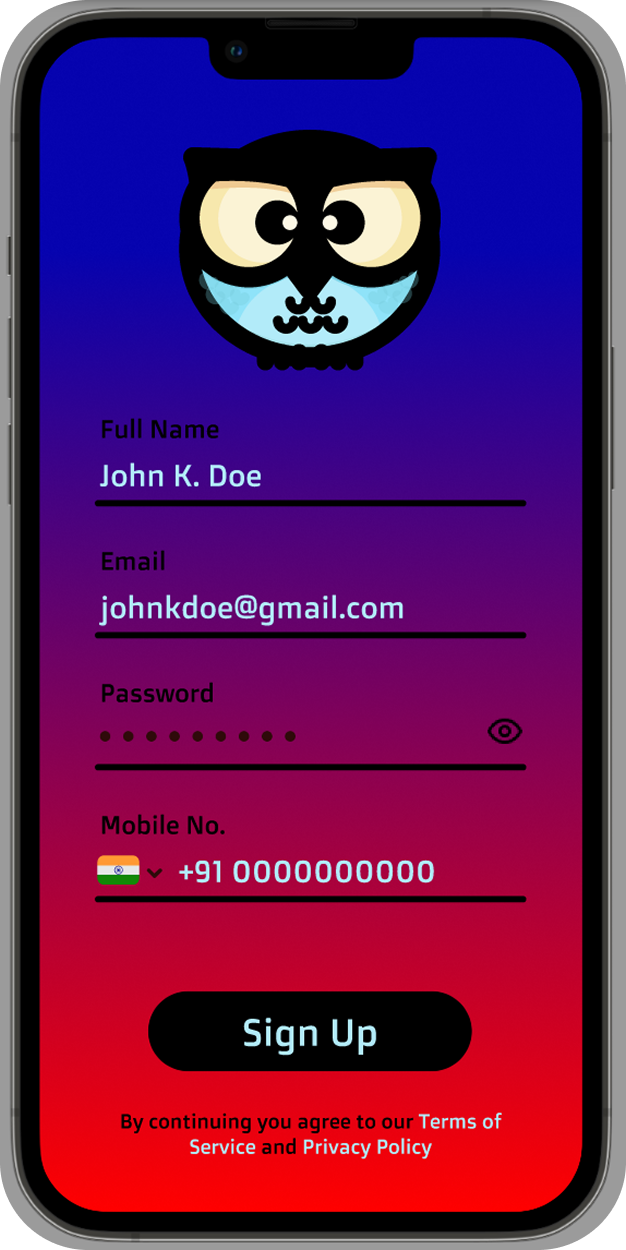 Full Name
John K. Doe
Email
johnkdoe@gmail.com
Password
Mobile No.
+91 0000000000
Sign Up
By continuing you agree to our Terms of
Service and Privacy Policy